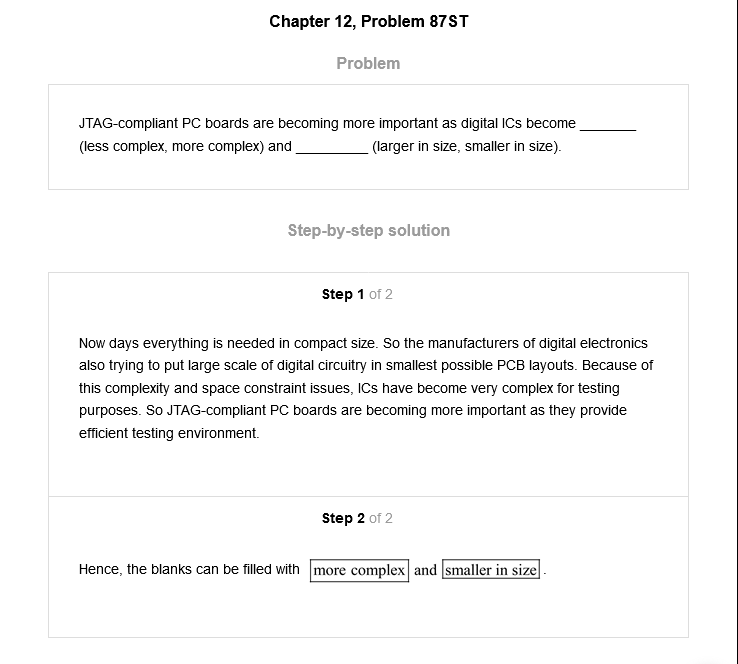 Chapter 12, Problem 87ST
Problem
JTAG-compliant PC boards are becoming more important as digital ICs become _______
(less complex, more complex) and _________ (larger in size, smaller in size).
Step-by-step solution
Step 1 of 2
Now days everything is needed in compact size. So the manufacturers of digital electronics
also trying to put large scale of digital circuitry in smallest possible PCB layouts. Because of
this complexity and space constraint issues, ICs have become very complex for testing
purposes. So JTAG-compliant PC boards are becoming more important as they provide
efficient testing environment.
Step 2 of 2
Hence, the blanks can be filled with more complex and smaller in size.